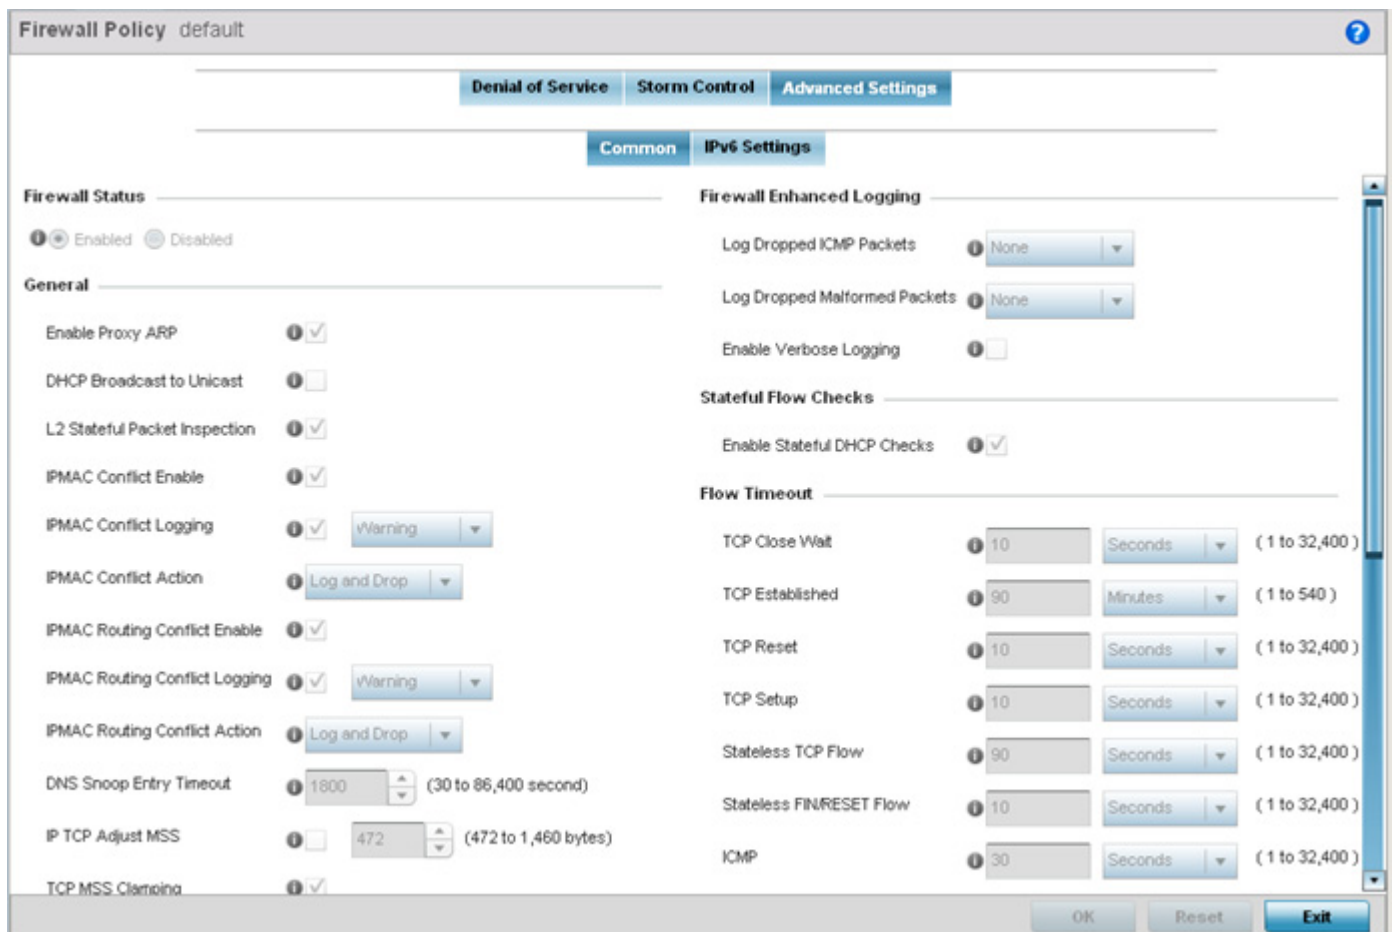 Firewall Policy default
?
Denial of Service Storm Control Advanced Settings
Common IPv6 Settings
Firewall Status
Enabled Disabled
General
Enable Proxy ARP
DHCP Broadcast to Unicast
L2 Stateful Packet Inspection
IPMAC Conflict Enable
IPMAC Conflict Logging Warning
IPMAC Conflict Action Log and Drop
IPMAC Routing Conflict Enable
IPMAC Routing Conflict Logging Warning
IPMAC Routing Conflict Action Log and Drop
DNS Snoop Entry Timeout 1800 (30 to 86,400 second)
IP TCP Adjust MSS 472 (472 to 1,460 bytes)
TCP MSS Clamping
Firewall Enhanced Logging
Log Dropped ICMP Packets None
Log Dropped Malformed Packets None
Enable Verbose Logging
Stateful Flow Checks
Enable Stateful DHCP Checks
Flow Timeout
TCP Close Wait 10 Seconds ( 1 to 32,400 )
TCP Established 90 Minutes ( 1 to 540 )
TCP Reset 10 Seconds ( 1 to 32,400 )
TCP Setup 10 Seconds ( 1 to 32,400 )
Stateless TCP Flow 90 Seconds ( 1 to 32,400 )
Stateless FIN/RESET Flow 10 Seconds ( 1 to 32,400 )
ICMP 30 Seconds ( 1 to 32,400 )
OK Reset Exit